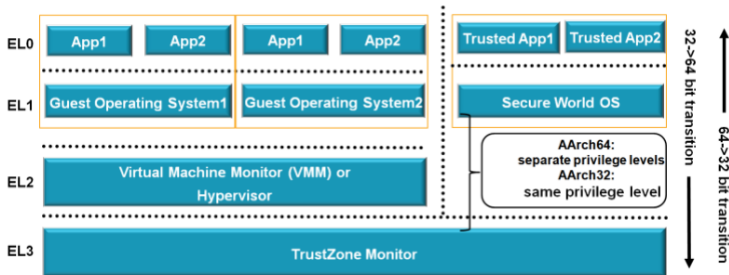 EL0
App1
App2
App1
App2
Trusted App1
Trusted App2
EL1
Guest Operating System1
Guest Operating System2
Secure World OS
AArch64:
separate privilege levels
AArch32:
same privilege level
EL2
Virtual Machine Monitor (VMM) or
Hypervisor
EL3
TrustZone Monitor
32->64 bit transition
64->32 bit transition